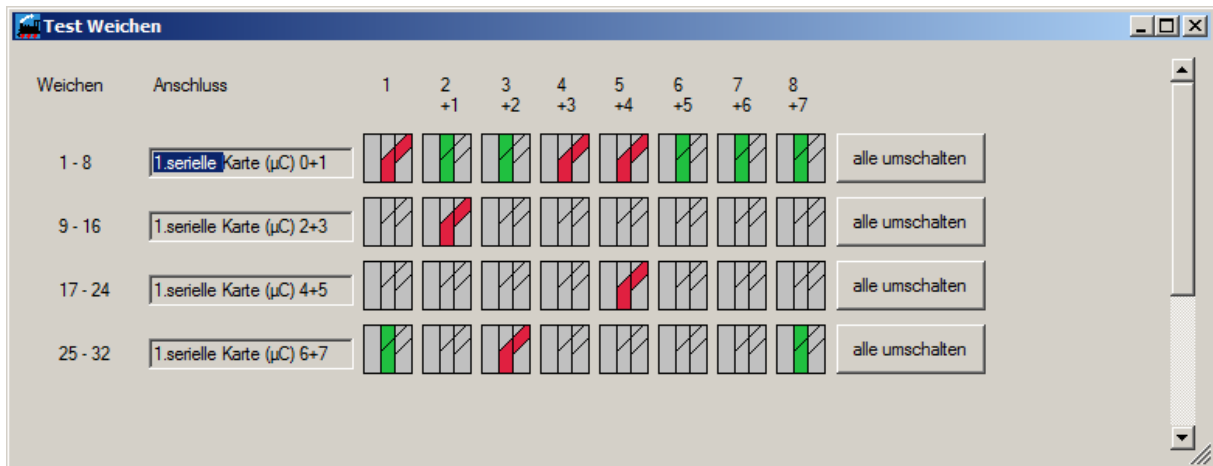 Test Weichen
Weichen Anschluss 1 2 3 4 5 6 7 8
+1 +2 +3 +4 +5 +6 +7
1 - 8 1.serielle Karte (µC) 0+1 alle umschalten
9 - 16 1.serielle Karte (µC) 2+3 alle umschalten
17 - 24 1.serielle Karte (µC) 4+5 alle umschalten
25 - 32 1.serielle Karte (µC) 6+7 alle umschalten